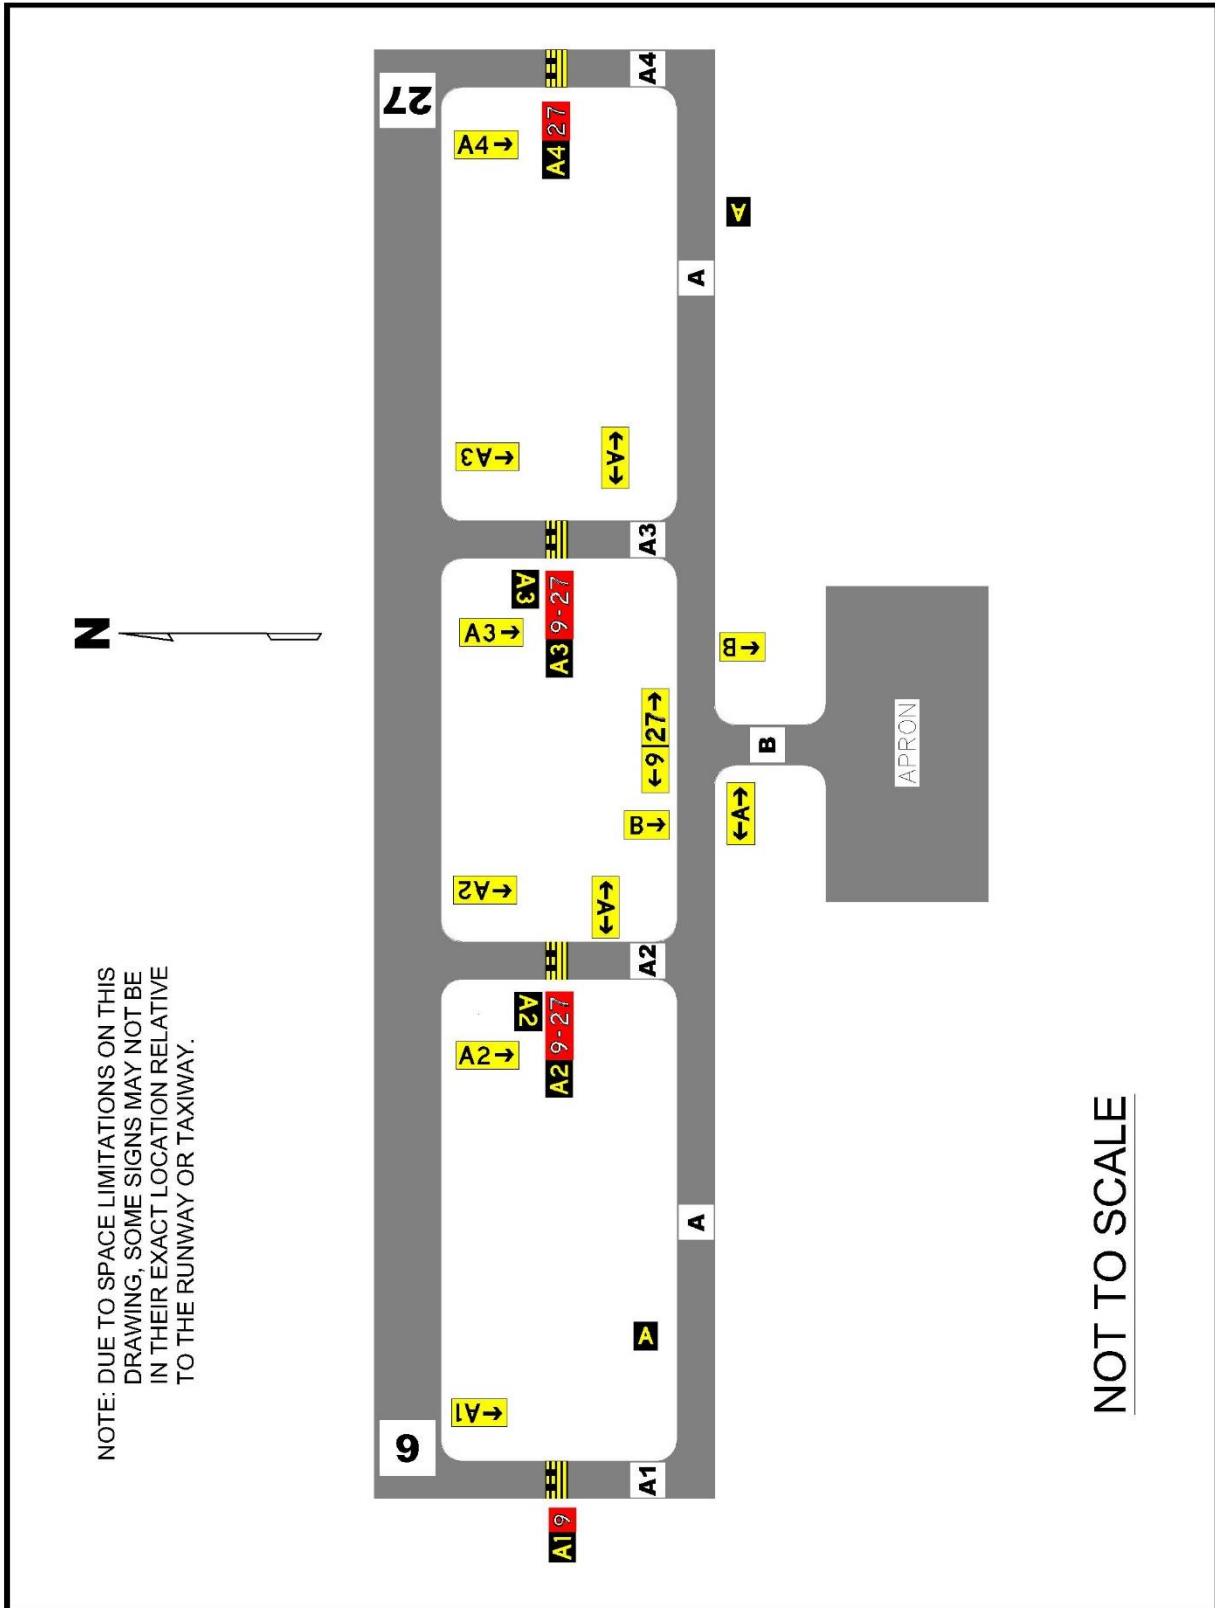 NOTE: DUE TO SPACE LIMITATIONS ON THIS
DRAWING, SOME SIGNS MAY NOT BE
IN THEIR EXACT LOCATION RELATIVE
TO THE RUNWAY OR TAXIWAY.
N
9
27
←A1
A2→
←A2
A3→
←A3
A4→
A2
A3
A1 9
A2 9-27
A3 9-27
A4 27
←A→
←A→
A
B→
←9|27→
A1
A2
A3
A4
A
A
←A→
←B
A
B
APRON
NOT TO SCALE